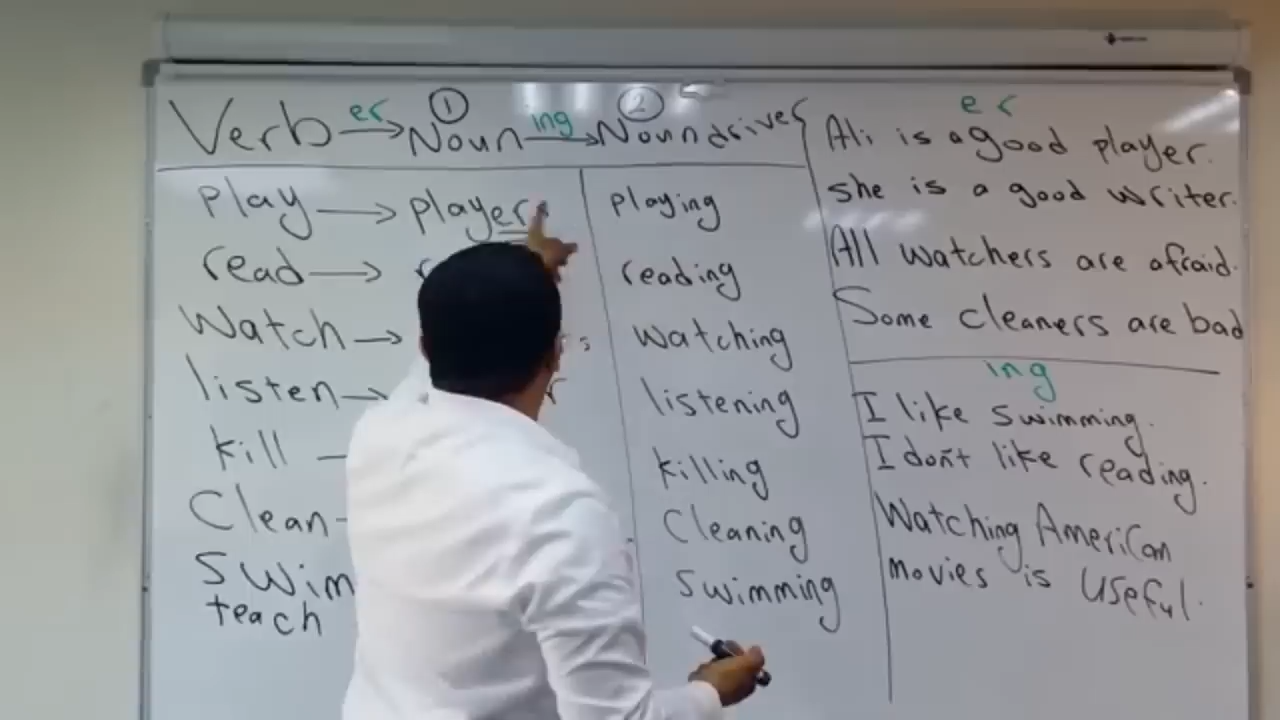 Verb er → Noun ing → Noun drive
① ②
play → player playing
read → reading
Watch → watching
listen → listening
kill killing
Clean Cleaning
Swim Swimming
teach
er
Ali is a good player.
she is a good writer.
All watchers are afraid.
Some cleaners are bad
ing
I like swimming.
I don't like reading.
Watching American
movies is useful.